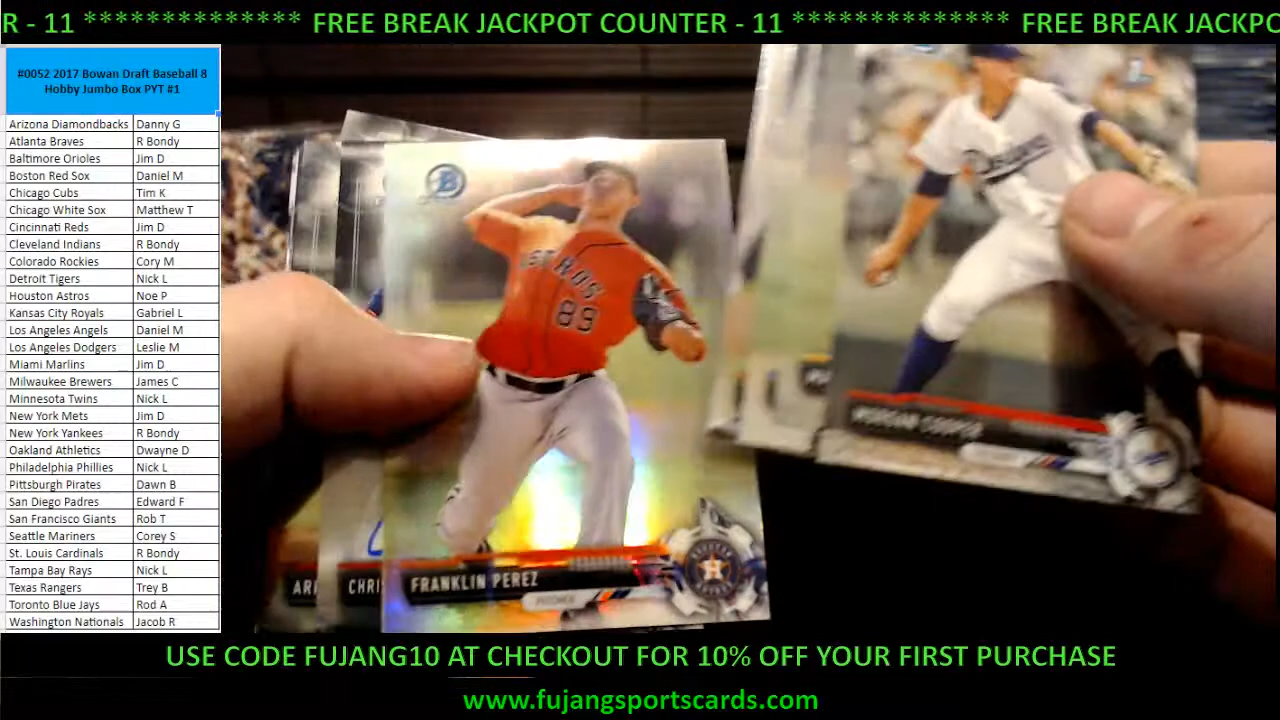 R - 11 ************** FREE BREAK JACKPOT COUNTER - 11 ************** FREE BREAK JACKPO
#0052 2017 Bowan Draft Baseball 8
Hobby Jumbo Box PYT #1
Arizona Diamondbacks Danny G
Atlanta Braves R Bondy
Baltimore Orioles Jim D
Boston Red Sox Daniel M
Chicago Cubs Tim K
Chicago White Sox Matthew T
Cincinnati Reds Jim D
Cleveland Indians R Bondy
Colorado Rockies Cory M
Detroit Tigers Nick L
Houston Astros Noe P
Kansas City Royals Gabriel L
Los Angeles Angels Daniel M
Los Angeles Dodgers Leslie M
Miami Marlins Jim D
Milwaukee Brewers James C
Minnesota Twins Nick L
New York Mets Jim D
New York Yankees R Bondy
Oakland Athletics Dwayne D
Philadelphia Phillies Nick L
Pittsburgh Pirates Dawn B
San Diego Padres Edward F
San Francisco Giants Rob T
Seattle Mariners Corey S
St. Louis Cardinals R Bondy
Tampa Bay Rays Nick L
Texas Rangers Trey B
Toronto Blue Jays Rod A
Washington Nationals Jacob R
B
ASTROS
89
MORGAN COOPER
ARI
CHRIS
FRANKLIN PEREZ
PITCHER
H
USE CODE FUJANG10 AT CHECKOUT FOR 10% OFF YOUR FIRST PURCHASE
www.fujangsportscards.com